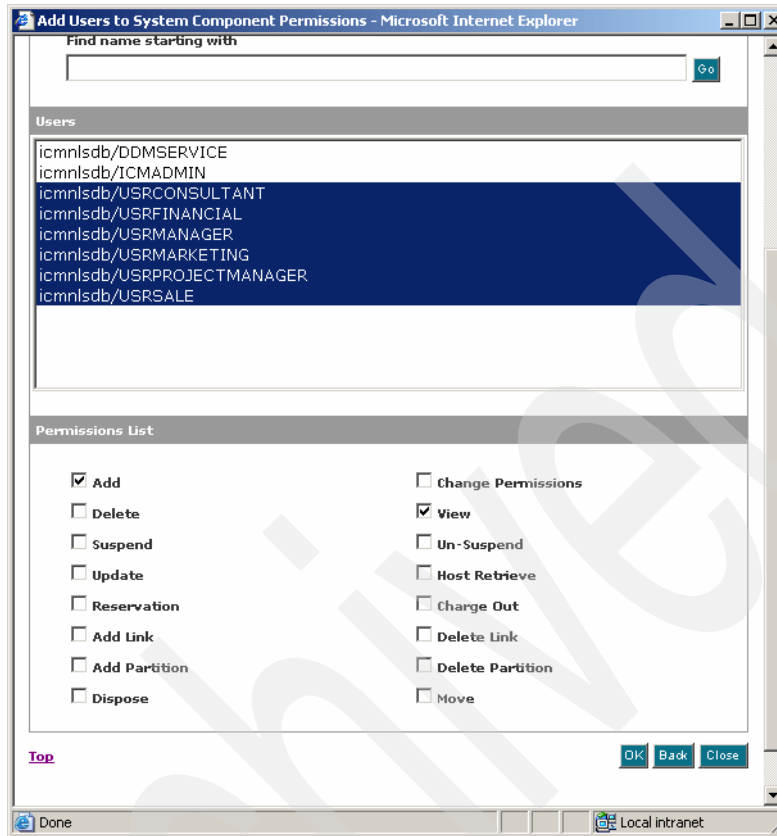 Add Users to System Component Permissions - Microsoft Internet Explorer
Find name starting with
Go
Users
icmnlsdb/DDMSERVICE
icmnlsdb/ICMADMIN
icmnlsdb/USRCONSULTANT
icmnlsdb/USRFINANCIAL
icmnlsdb/USRMANAGER
icmnlsdb/USRMARKETING
icmnlsdb/USRPROJECTMANAGER
icmnlsdb/USRSALE
Permissions List
Add Change Permissions
Delete View
Suspend Un-Suspend
Update Host Retrieve
Reservation Charge Out
Add Link Delete Link
Add Partition Delete Partition
Dispose Move
Top OK Back Close
Done Local intranet